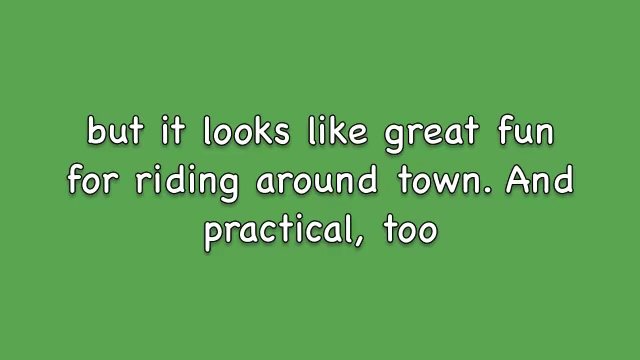 but it looks like great fun
for riding around town. And
practical, too